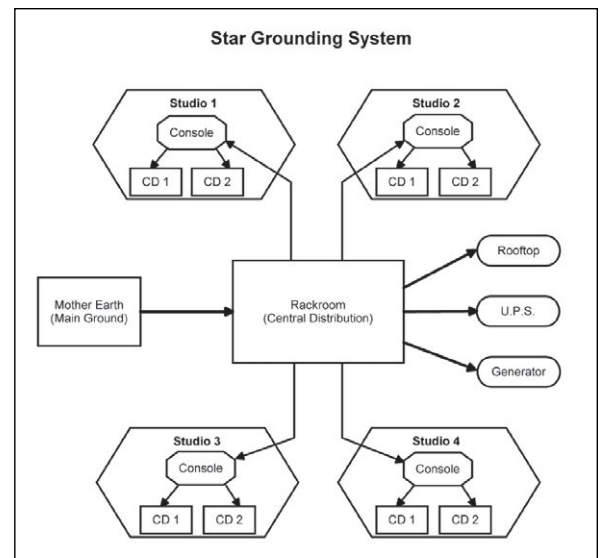 Star Grounding System
Studio 1
Console
CD 1
CD 2
Studio 2
Console
CD 1
CD 2
Mother Earth
(Main Ground)
Rackroom
(Central Distribution)
Rooftop
U.P.S.
Generator
Studio 3
Console
CD 1
CD 2
Studio 4
Console
CD 1
CD 2